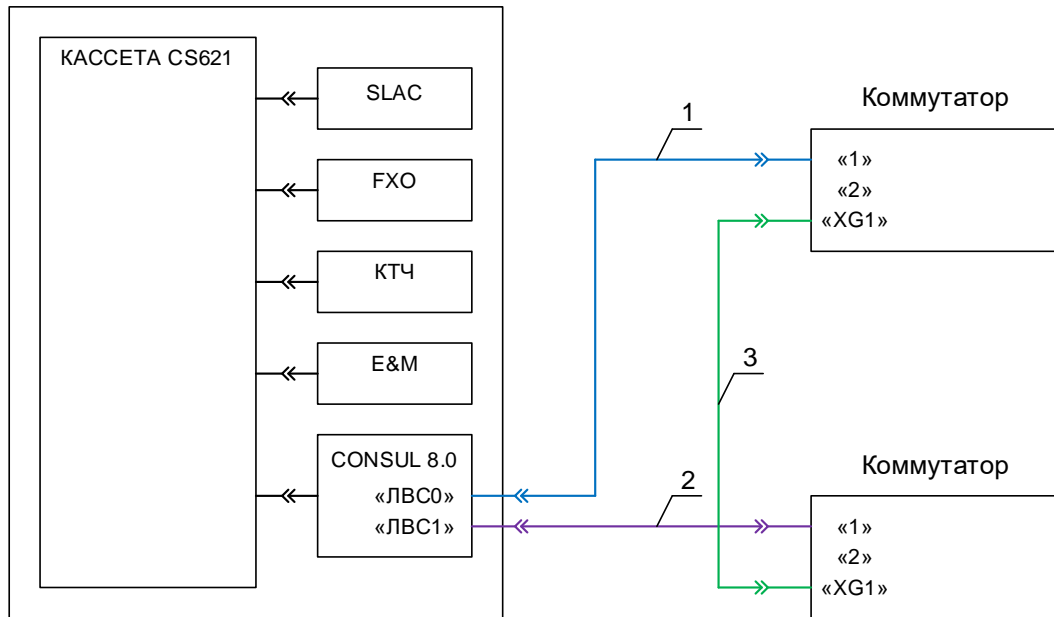 КАССЕТА CS621
SLAC
FXO
КТЧ
E&M
CONSUL 8.0
«ЛВС0»
«ЛВС1»
1
2
3
Коммутатор
«1»
«2»
«XG1»
Коммутатор
«1»
«2»
«XG1»